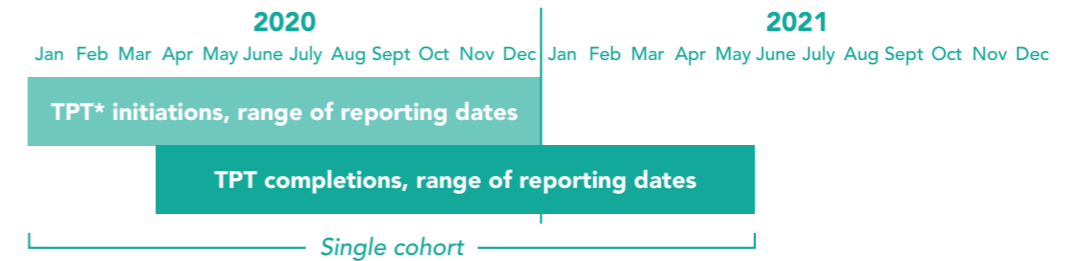 2020 2021
Jan Feb Mar Apr May June July Aug Sept Oct Nov Dec Jan Feb Mar Apr May June July Aug Sept Oct Nov Dec
TPT* initiations, range of reporting dates
TPT completions, range of reporting dates
Single cohort